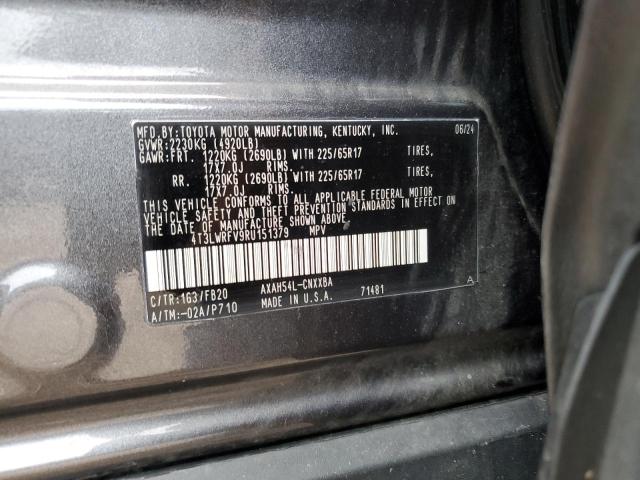 MFD.BY:TOYOTA MOTOR MANUFACTURING, KENTUCKY, INC. 06/24
GVWR:2230KG (4920LB)
GAWR:FRT. 1220KG (2690LB) WITH 225/65R17 TIRES,
17X7.0J RIMS.
RR. 1220KG (2690LB) WITH 225/65R17 TIRES,
17X7.0J RIMS.
THIS VEHICLE CONFORMS TO ALL APPLICABLE FEDERAL MOTOR
VEHICLE SAFETY AND THEFT PREVENTION STANDARDS IN EFFECT ON
THE DATE OF MANUFACTURE SHOWN ABOVE.
4T3LWRFV9RU151379 MPV
C/TR:1G3/FB20 AXAH54L-CNXXBA A
A/TM:-02A/P710 MADE IN U.S.A. 71481